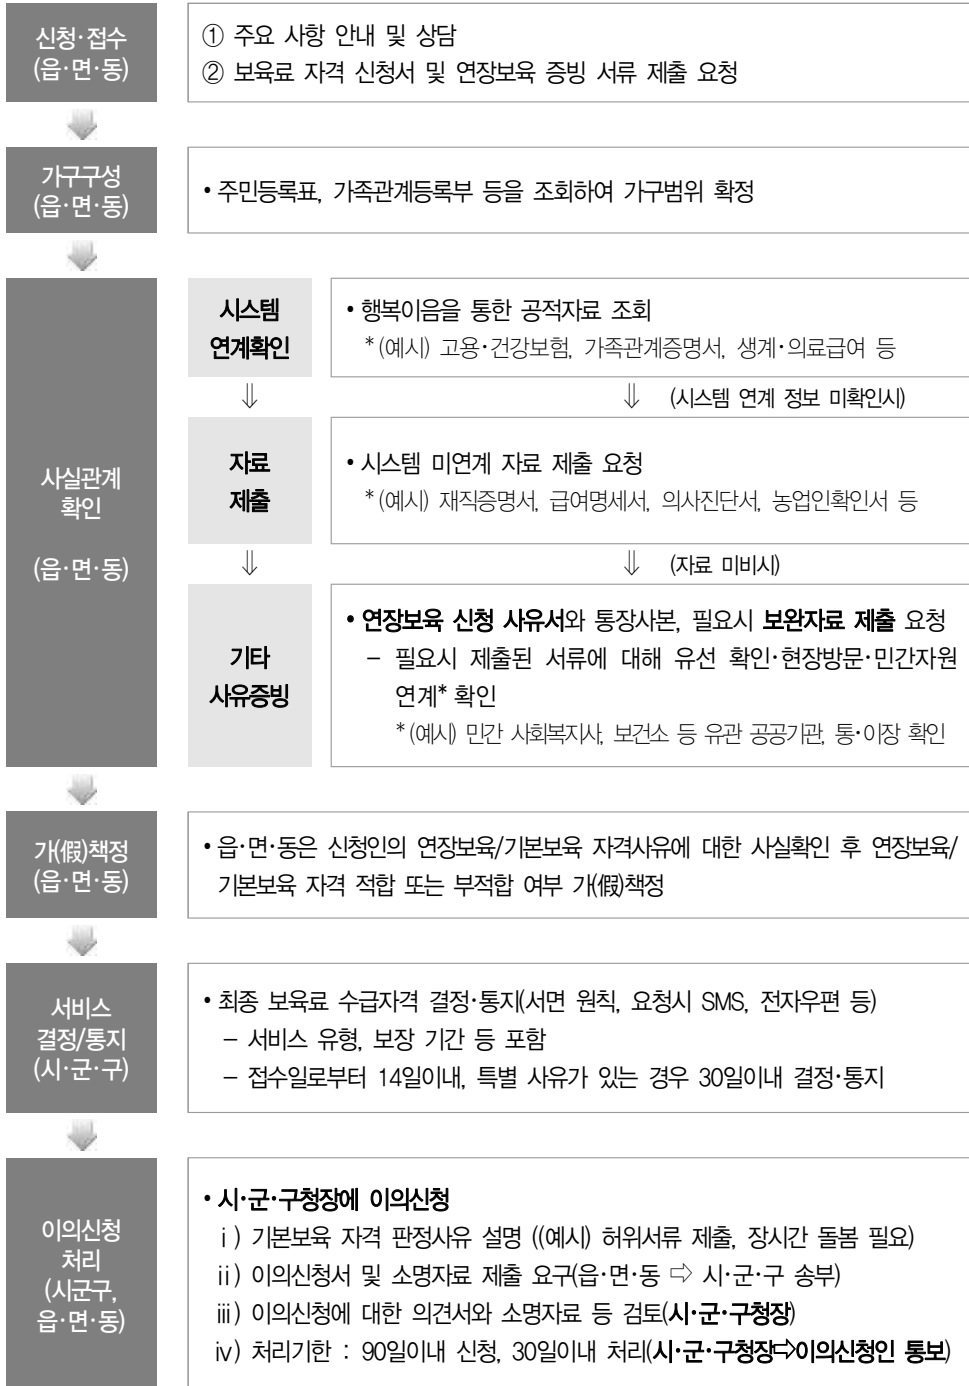 신청·접수
(읍·면·동)
① 주요 사항 안내 및 상담
② 보육료 자격 신청서 및 연장보육 증빙 서류 제출 요청
가구구성
(읍·면·동)
• 주민등록표, 가족관계등록부 등을 조회하여 가구범위 확정
사실관계
확인
(읍·면·동)
시스템
연계확인
• 행복이음을 통한 공적자료 조회
* (예시) 고용·건강보험, 가족관계증명서, 생계·의료급여 등
⇓ ⇓ (시스템 연계 정보 미확인시)
자료
제출
• 시스템 미연계 자료 제출 요청
* (예시) 재직증명서, 급여명세서, 의사진단서, 농업인확인서 등
⇓ ⇓ (자료 미비시)
기타
사유증빙
• 연장보육 신청 사유서와 통장사본, 필요시 보완자료 제출 요청
– 필요시 제출된 서류에 대해 유선 확인·현장방문·민간자원
연계* 확인
* (예시) 민간 사회복지사, 보건소 등 유관 공공기관, 통·이장 확인
가(假)책정
(읍·면·동)
• 읍·면·동은 신청인의 연장보육/기본보육 자격사유에 대한 사실확인 후 연장보육/
기본보육 자격 적합 또는 부적합 여부 가(假)책정
서비스
결정/통지
(시·군·구)
• 최종 보육료 수급자격 결정·통지(서면 원칙, 요청시 SMS, 전자우편 등)
– 서비스 유형, 보장 기간 등 포함
– 접수일로부터 14일이내, 특별 사유가 있는 경우 30일이내 결정·통지
이의신청
처리
(시군구,
읍·면·동)
• 시·군·구청장에 이의신청
ⅰ) 기본보육 자격 판정사유 설명 ((예시) 허위서류 제출, 장시간 돌봄 필요)
ⅱ) 이의신청서 및 소명자료 제출 요구(읍·면·동 ⇨ 시·군·구 송부)
ⅲ) 이의신청에 대한 의견서와 소명자료 등 검토(시·군·구청장)
ⅳ) 처리기한 : 90일이내 신청, 30일이내 처리(시·군·구청장⇨이의신청인 통보)